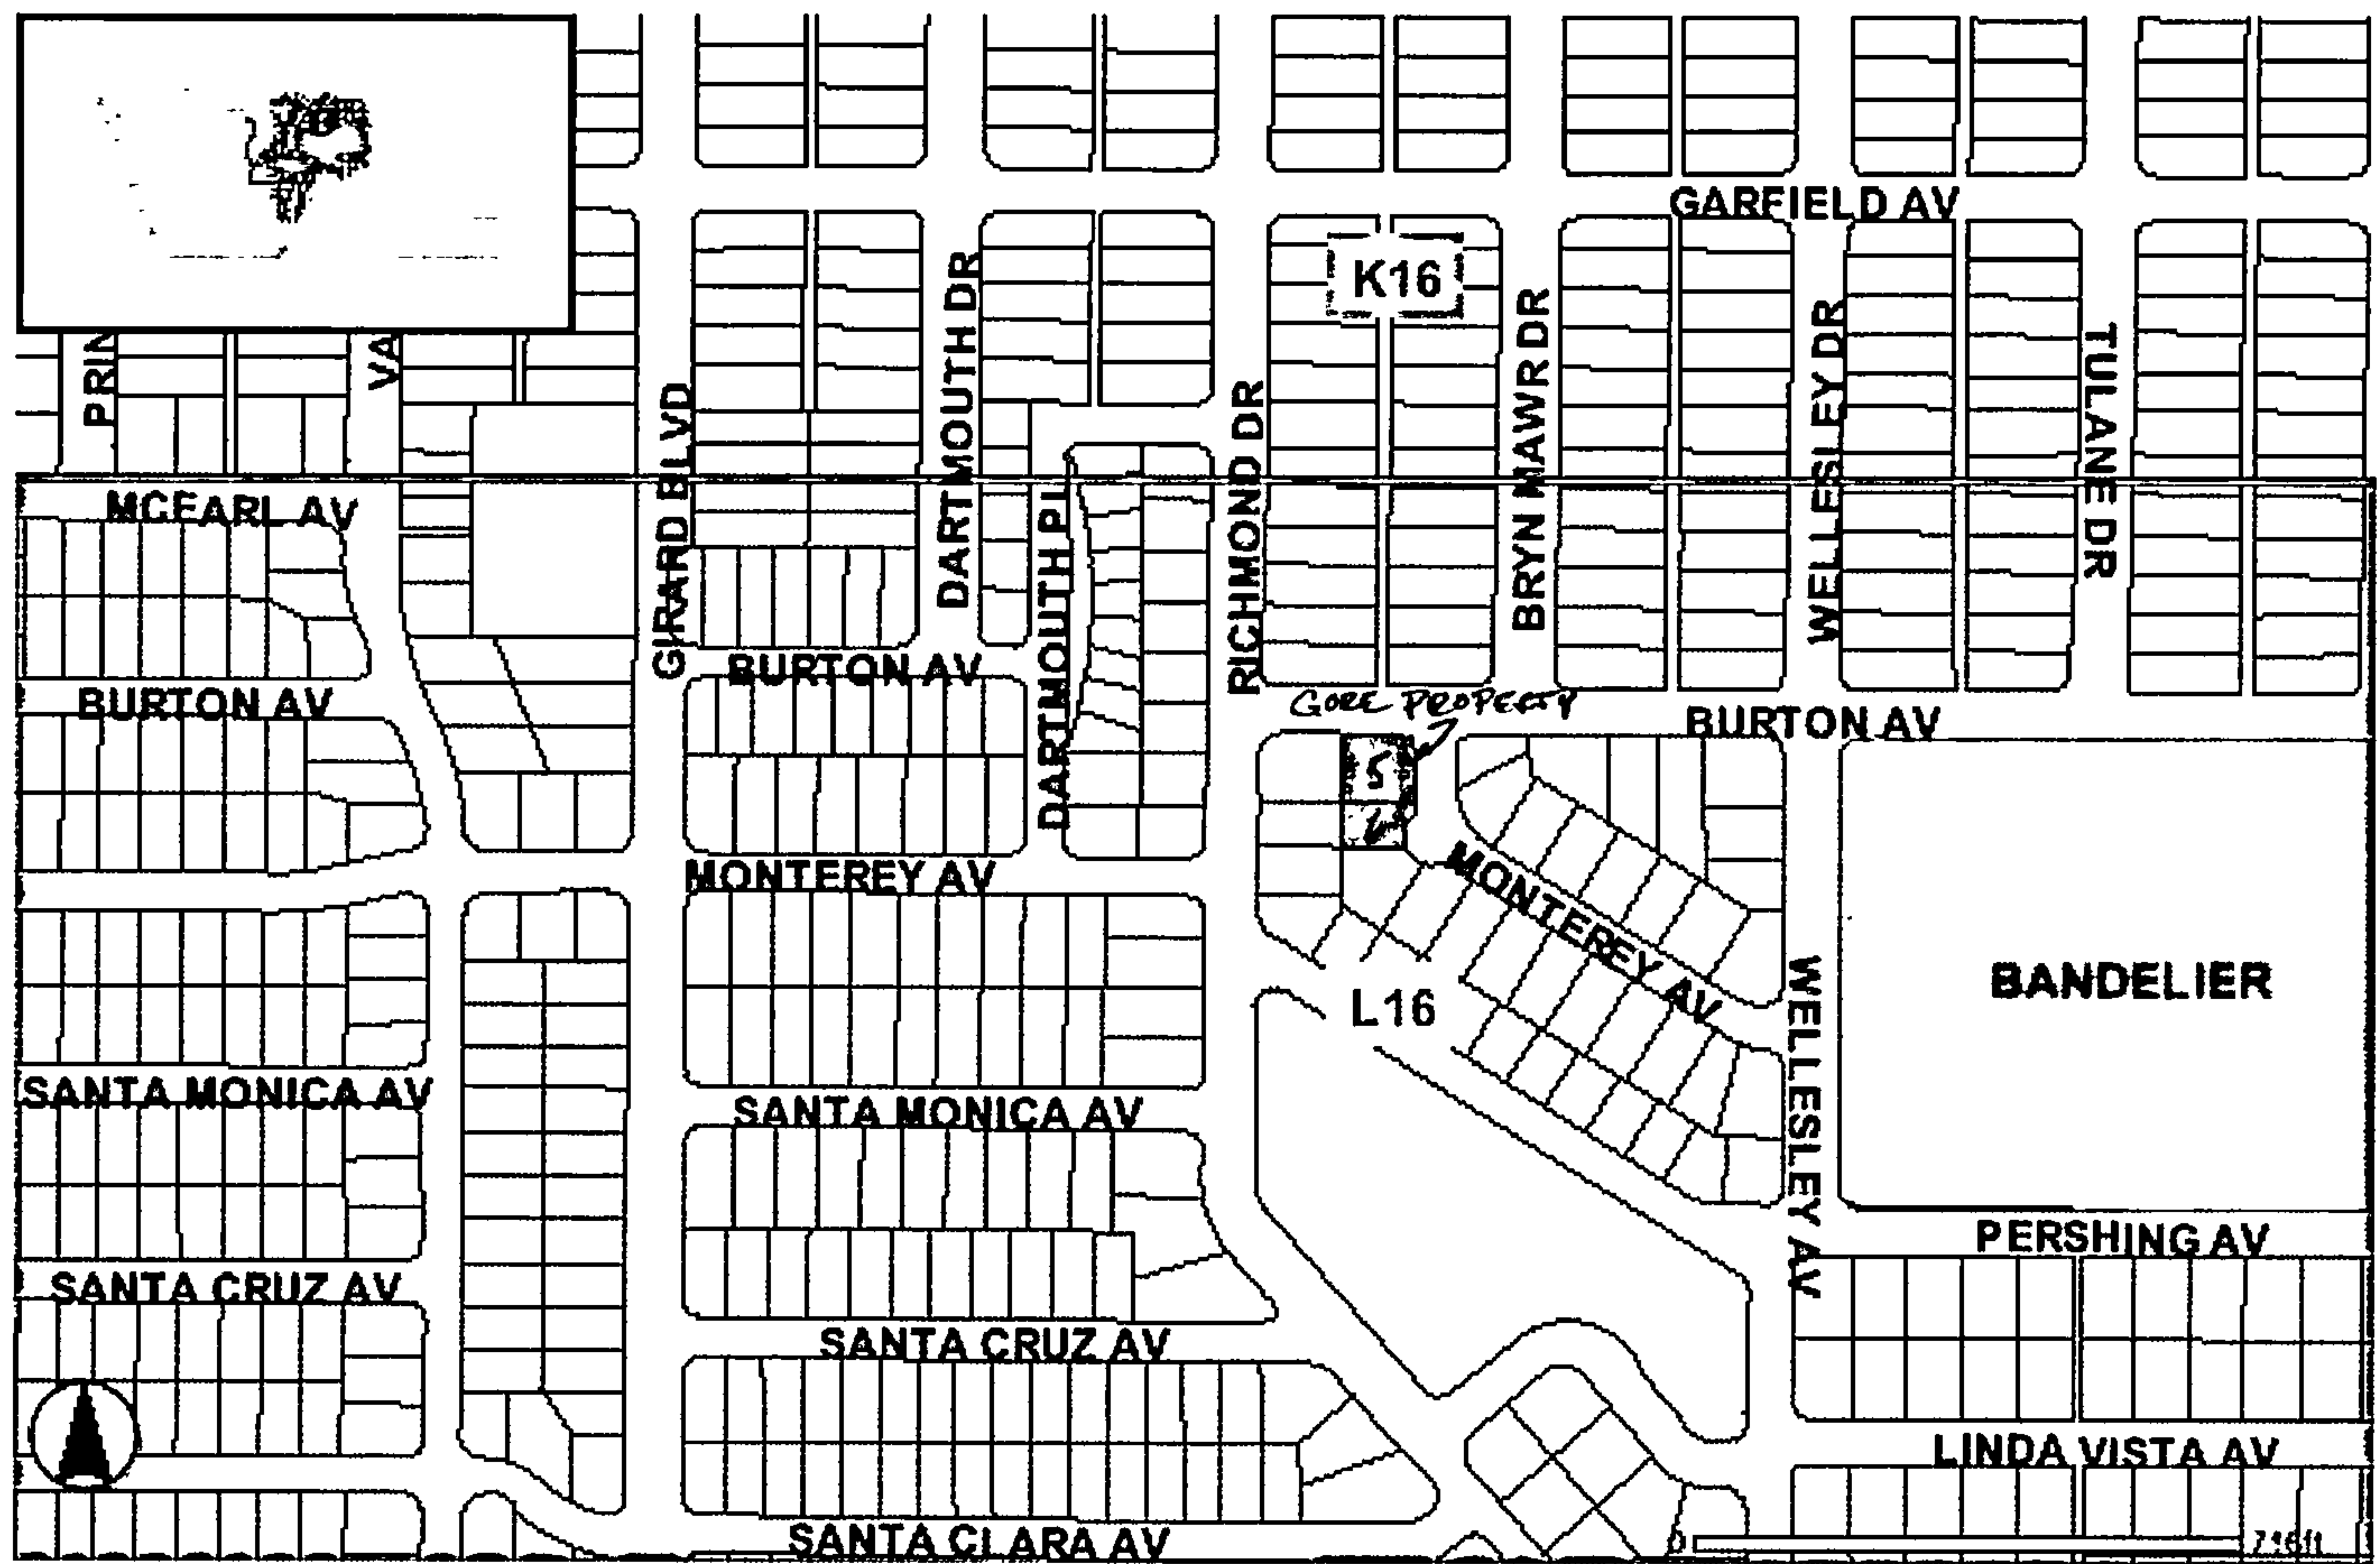 GARFIELD AV
K16
PRIN
VA
GIRARD BLVD
DARTMOUTH DR
DARTMOUTH PL
RICHMOND DR
BRYN MAWR DR
WELLESLEY DR
TULANE DR
MCEARL AV
BURTON AV
BURTON AV
GORE PROPERTY
BURTON AV
5
6
MONTEREY AV
MONTEREY AV
L16
BANDELIER
WELLESLEY AV
SANTA MONICA AV
SANTA MONICA AV
PERSHING AV
SANTA CRUZ AV
SANTA CRUZ AV
LINDA VISTA AV
SANTA CLARA AV
0
716ft